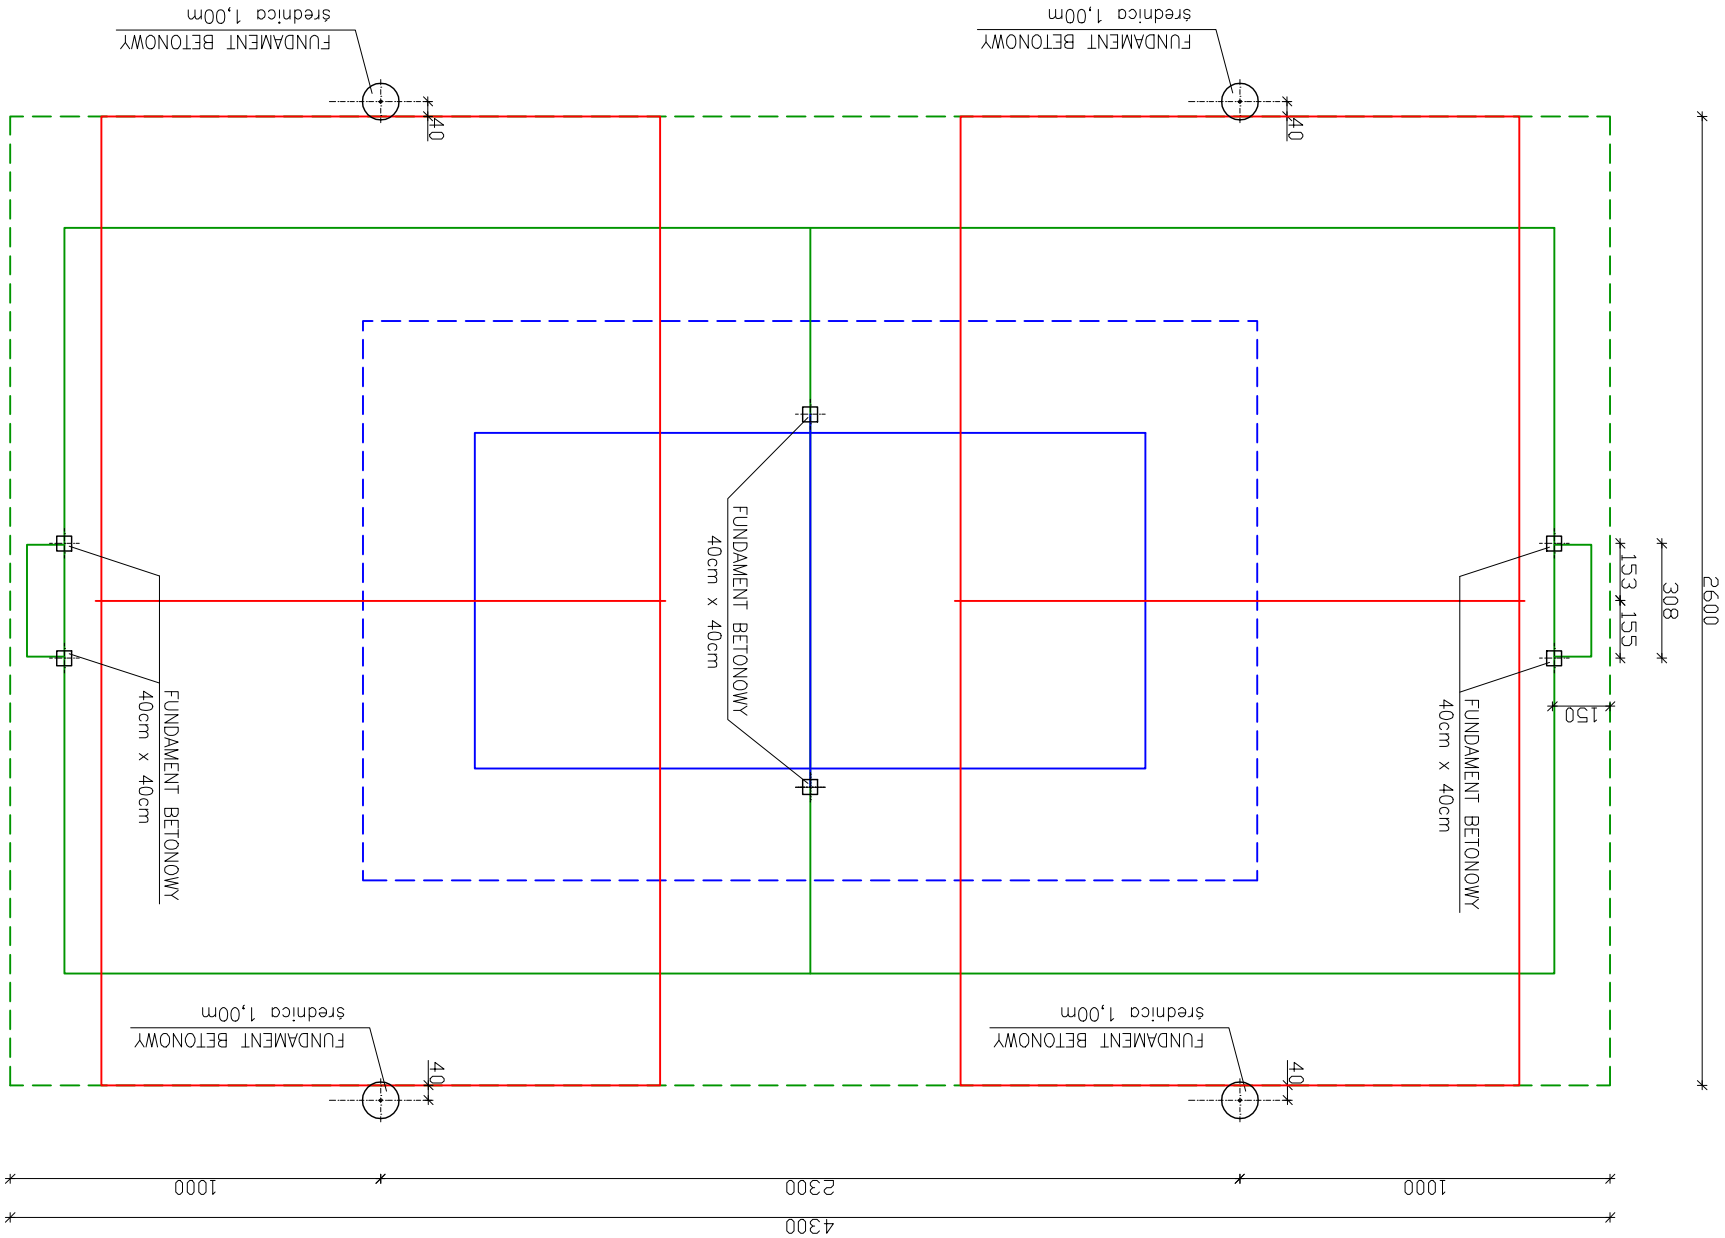 FUNDAMENT BETONOWY
średnica 1,00m
FUNDAMENT BETONOWY
średnica 1,00m
40
40
2600
308
153
155
150
FUNDAMENT BETONOWY
40cm x 40cm
FUNDAMENT BETONOWY
40cm x 40cm
FUNDAMENT BETONOWY
40cm x 40cm
FUNDAMENT BETONOWY
średnica 1,00m
FUNDAMENT BETONOWY
średnica 1,00m
40
40
1000
2300
1000
4300